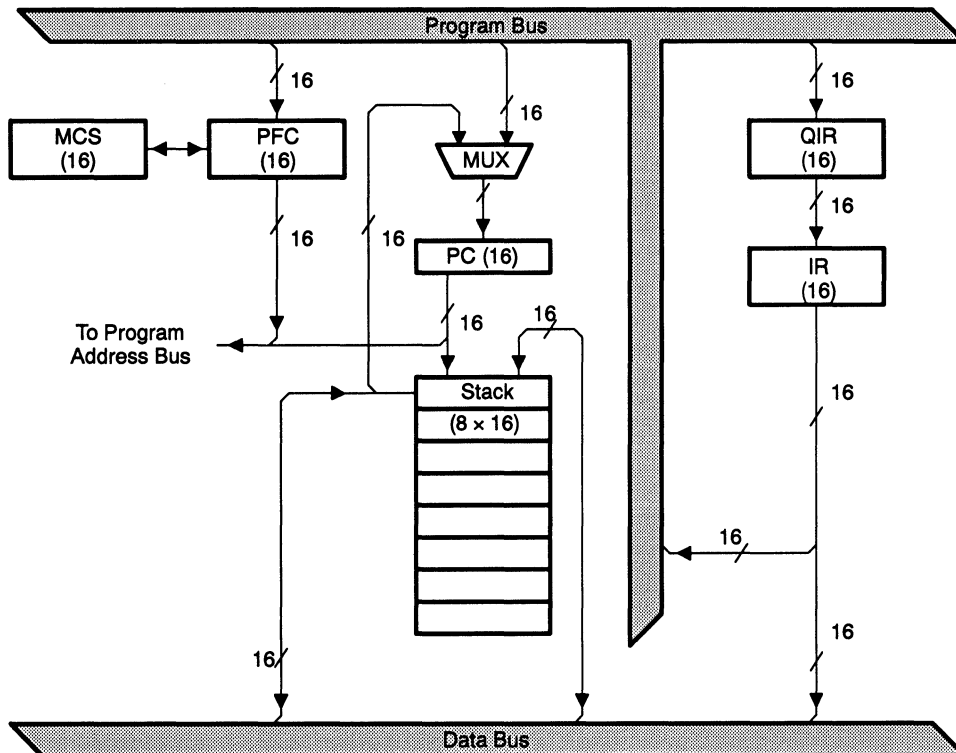 Program Bus
16
16
16
MCS
(16)
PFC
(16)
MUX
QIR
(16)
16
16
16
PC (16)
IR
(16)
16
16
To Program
Address Bus
Stack
(8 × 16)
16
16
16
16
Data Bus